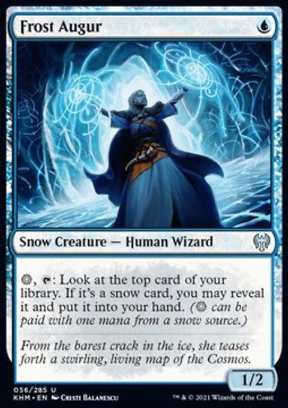 Frost Augur
Snow Creature — Human Wizard
, : Look at the top card of your
library. If it's a snow card, you may reveal
it and put it into your hand. ( can be
paid with one mana from a snow source.)
From the barest crack in the ice, she teases
forth a swirling, living map of the Cosmos.
1/2
056/285 U
KHM • EN Cristi Balanescu
™ & © 2021 Wizards of the Coast